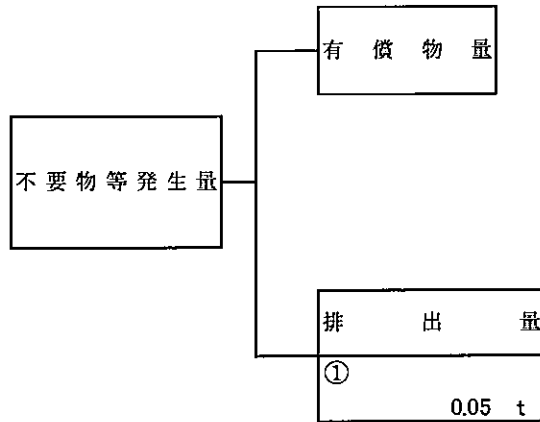 有償物量
不要物等発生量
排出量
①
0.05 t